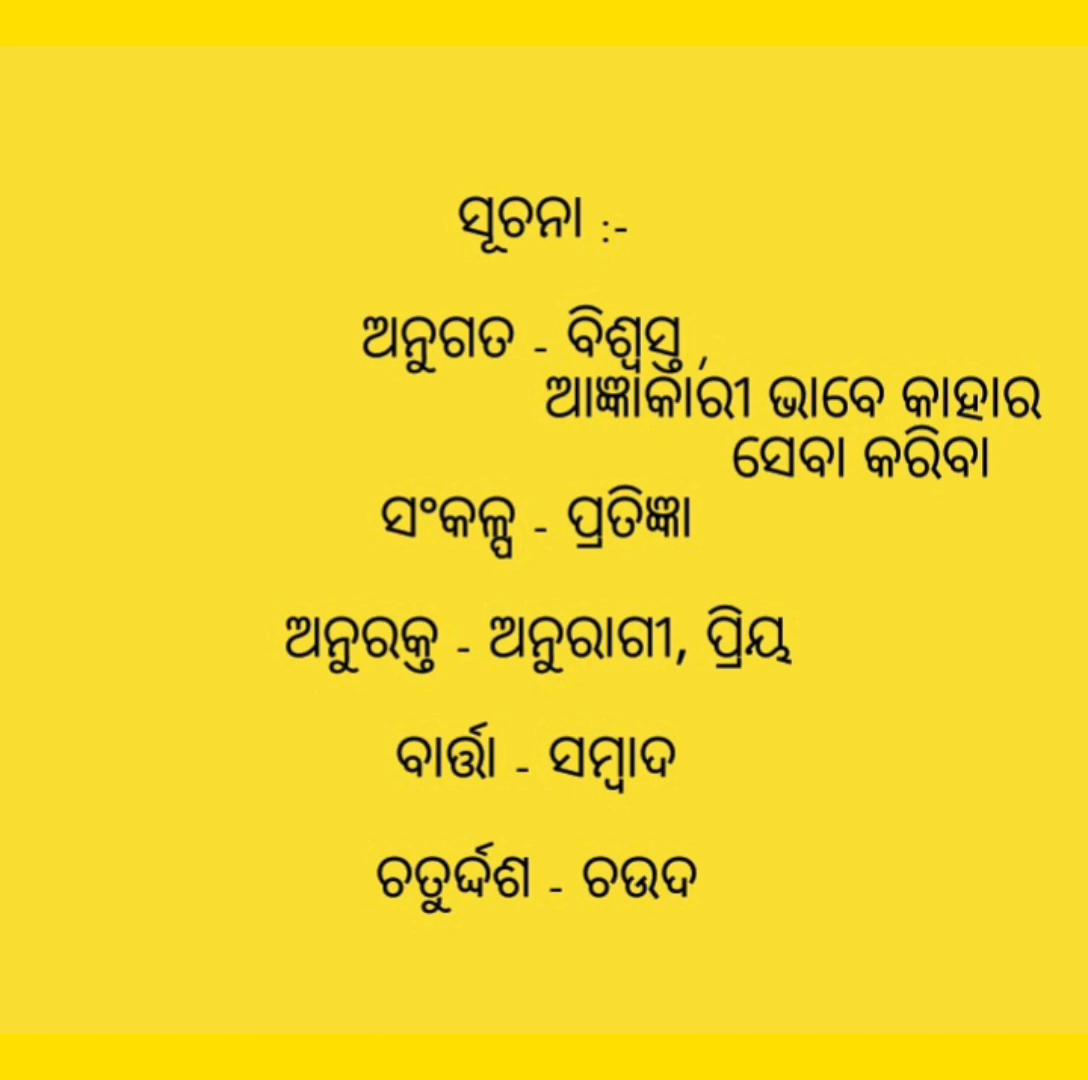 ସୂଚନା :-
ଅନୁଗତ - ବିଶ୍ୱସ୍ତ ,
ଆଜ୍ଞାକାରୀ ଭାବେ କାହାର
ସେବା କରିବା
ସଂକଳ୍ପ - ପ୍ରତିଜ୍ଞା
ଅନୁରକ୍ତ - ଅନୁରାଗୀ, ପ୍ରିୟ
ବାର୍ତ୍ତା - ସମ୍ବାଦ
ଚତୁର୍ଦ୍ଦଶ - ଚଉଦ